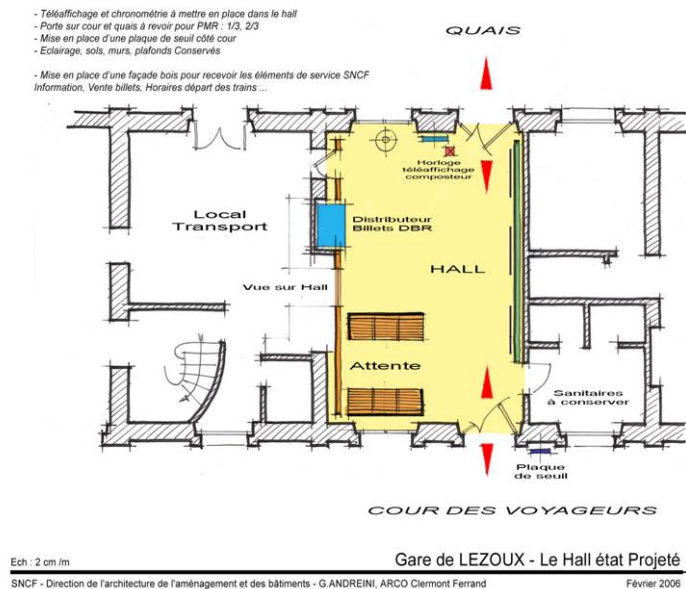 - Téléaffichage et chronométrie à mettre en place dans le hall
- Porte sur cour et quais à revoir pour PMR : 1/3, 2/3
- Mise en place d'une plaque de seuil côté cour
- Eclairage, sols, murs, plafonds Conservés
- Mise en place d'une façade bois pour recevoir les éléments de service SNCF
Information, Vente billets, Horaires départ des trains ...
QUAIS
Horloge
téléaffichage
composteur
Local
Transport
Distributeur
Billets DBR
HALL
Vue sur Hall
Attente
Sanitaires
à conserver
Plaque
de seuil
COUR DES VOYAGEURS
Ech : 2 cm /m
Gare de LEZOUX - Le Hall état Projeté
SNCF - Direction de l'architecture de l'aménagement et des bâtiments - G.ANDREINI, ARCO Clermont Ferrand
Février 2006